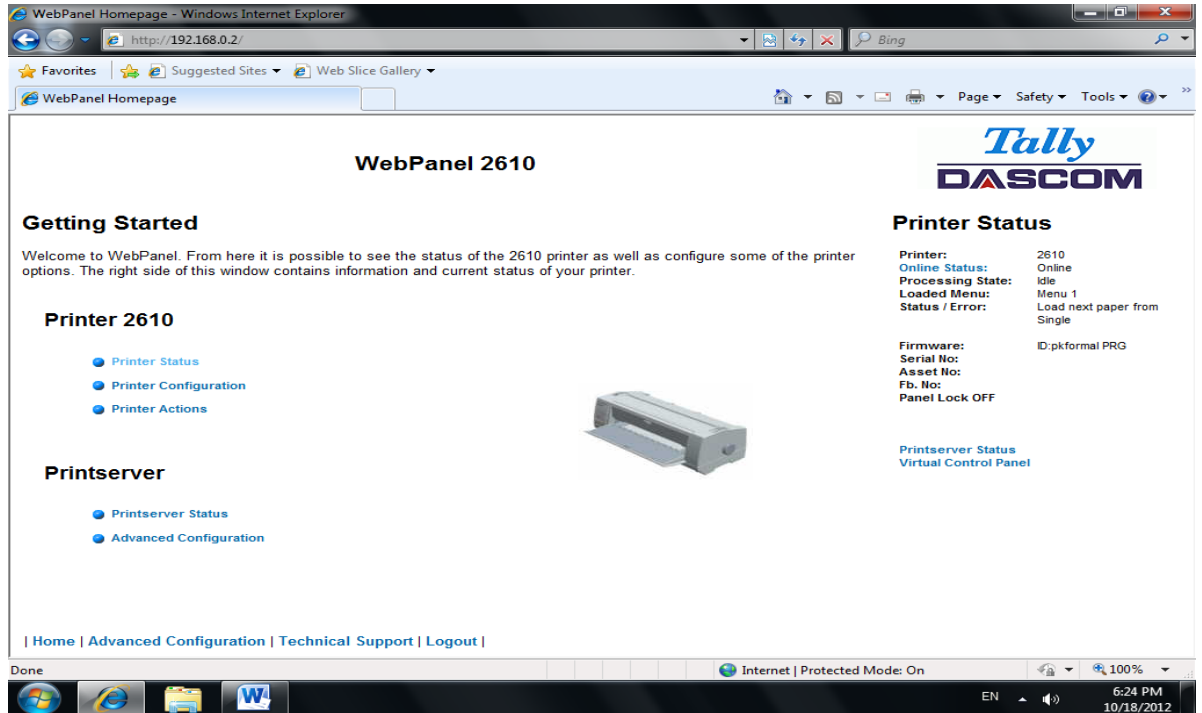 WebPanel Homepage - Windows Internet Explorer
http://192.168.0.2/
Bing
Favorites
Suggested Sites
Web Slice Gallery
WebPanel Homepage
Page
Safety
Tools
WebPanel 2610
Tally
DASCOM
Getting Started
Welcome to WebPanel. From here it is possible to see the status of the 2610 printer as well as configure some of the printer
options. The right side of this window contains information and current status of your printer.
Printer 2610
Printer Status
Printer Configuration
Printer Actions
Printserver
Printserver Status
Advanced Configuration
Printer Status
Printer: 2610
Online Status: Online
Processing State: Idle
Loaded Menu: Menu 1
Status / Error: Load next paper from
Single
Firmware: ID:pkformal PRG
Serial No:
Asset No:
Fb. No:
Panel Lock OFF
Printserver Status
Virtual Control Panel
| Home | Advanced Configuration | Technical Support | Logout |
Done
Internet | Protected Mode: On
100%
EN
6:24 PM
10/18/2012